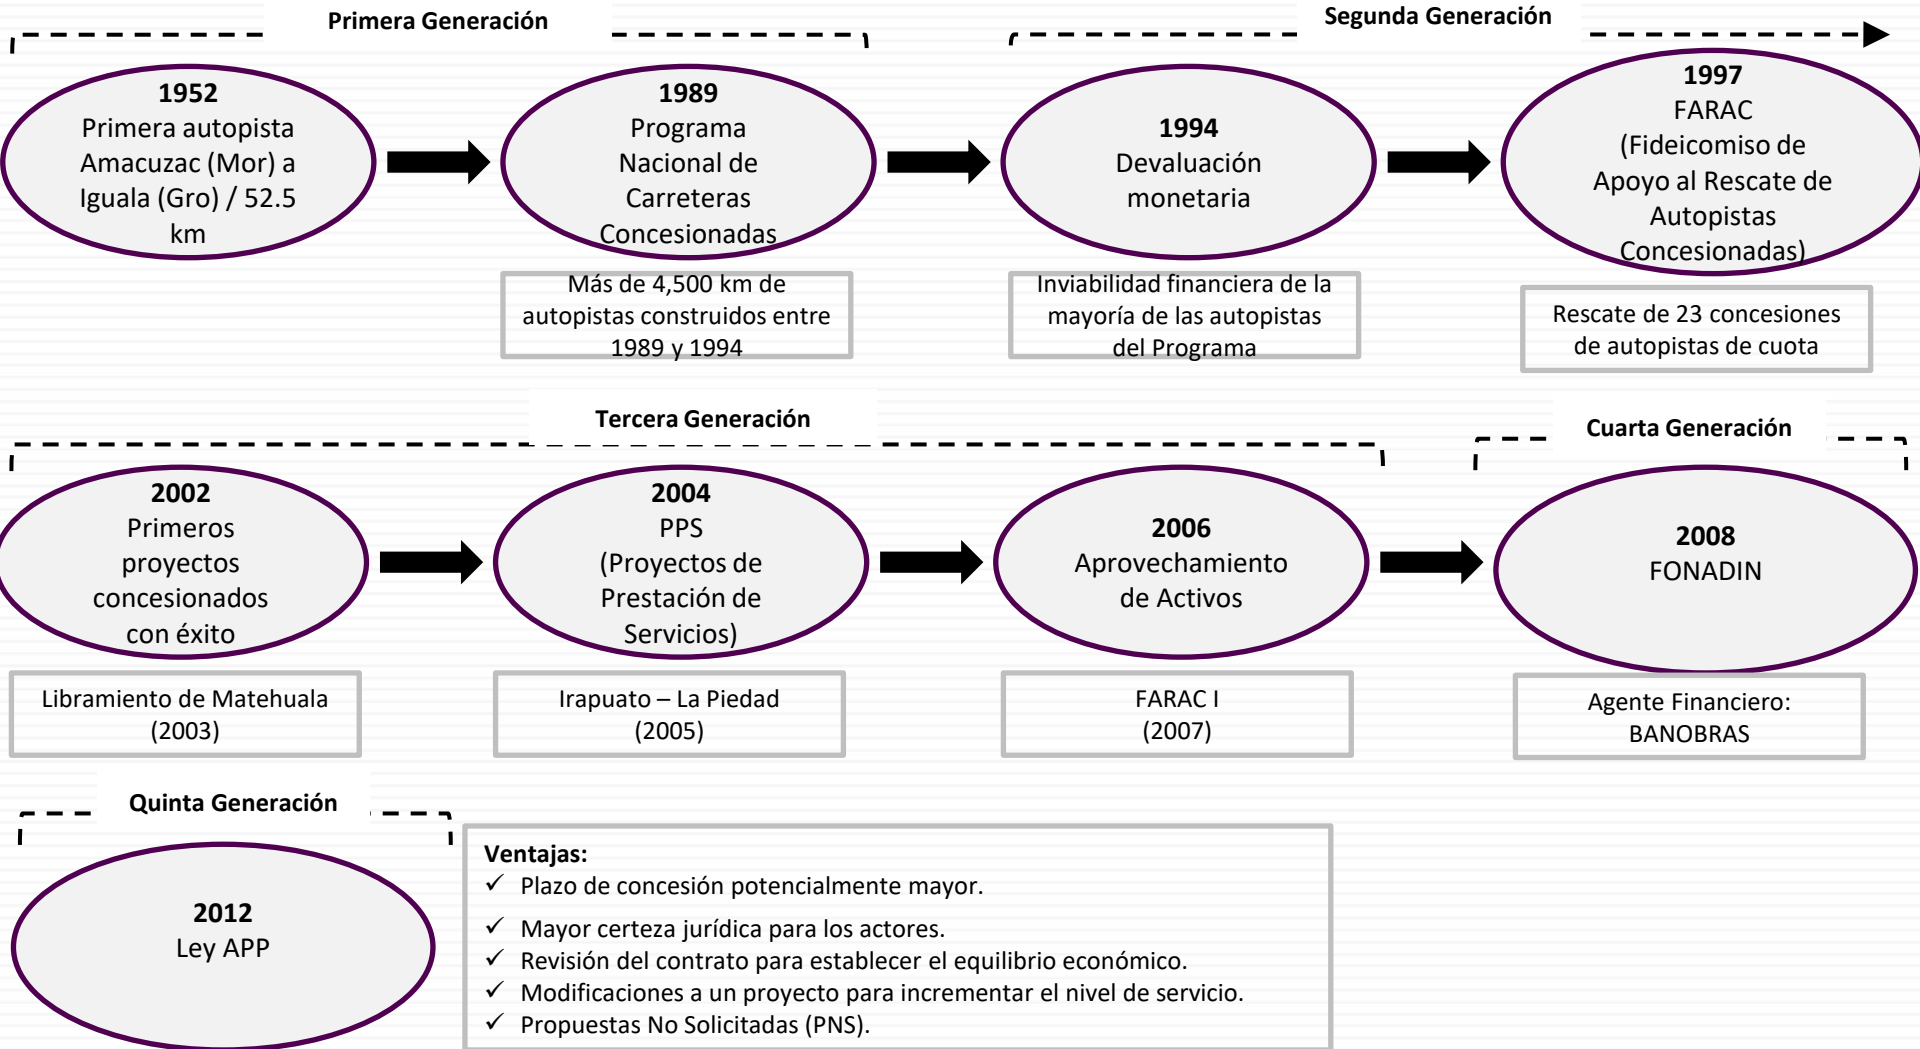 Primera Generación
Segunda Generación
1952
Primera autopista
Amacuzac (Mor) a
Iguala (Gro) / 52.5
km
1989
Programa
Nacional de
Carreteras
Concesionadas
1994
Devaluación
monetaria
1997
FARAC
(Fideicomiso de
Apoyo al Rescate de
Autopistas
Concesionadas)
Más de 4,500 km de
autopistas construidos entre
1989 y 1994
Inviabilidad financiera de la
mayoría de las autopistas
del Programa
Rescate de 23 concesiones
de autopistas de cuota
Tercera Generación
Cuarta Generación
2002
Primeros
proyectos
concesionados
con éxito
2004
PPS
(Proyectos de
Prestación de
Servicios)
2006
Aprovechamiento
de Activos
2008
FONADIN
Libramiento de Matehuala
(2003)
Irapuato – La Piedad
(2005)
FARAC I
(2007)
Agente Financiero:
BANOBRAS
Quinta Generación
2012
Ley APP
Ventajas:
✓ Plazo de concesión potencialmente mayor.
✓ Mayor certeza jurídica para los actores.
✓ Revisión del contrato para establecer el equilibrio económico.
✓ Modificaciones a un proyecto para incrementar el nivel de servicio.
✓ Propuestas No Solicitadas (PNS).